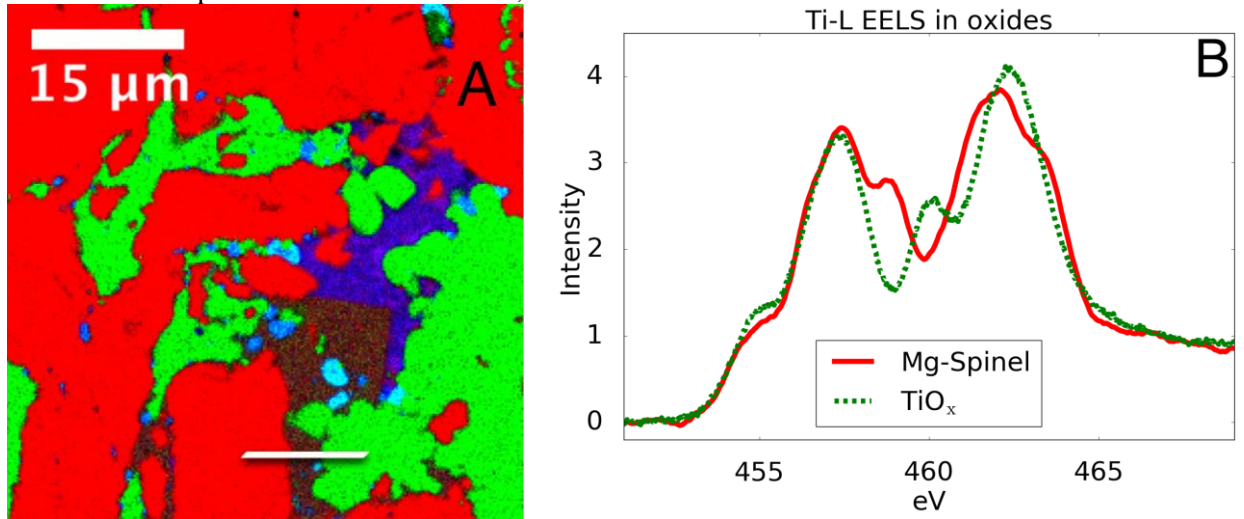 15 µm
A
Ti-L EELS in oxides
B
Intensity
4
3
2
1
0
Mg-Spinel
TiOₓ
455
460
465
eV